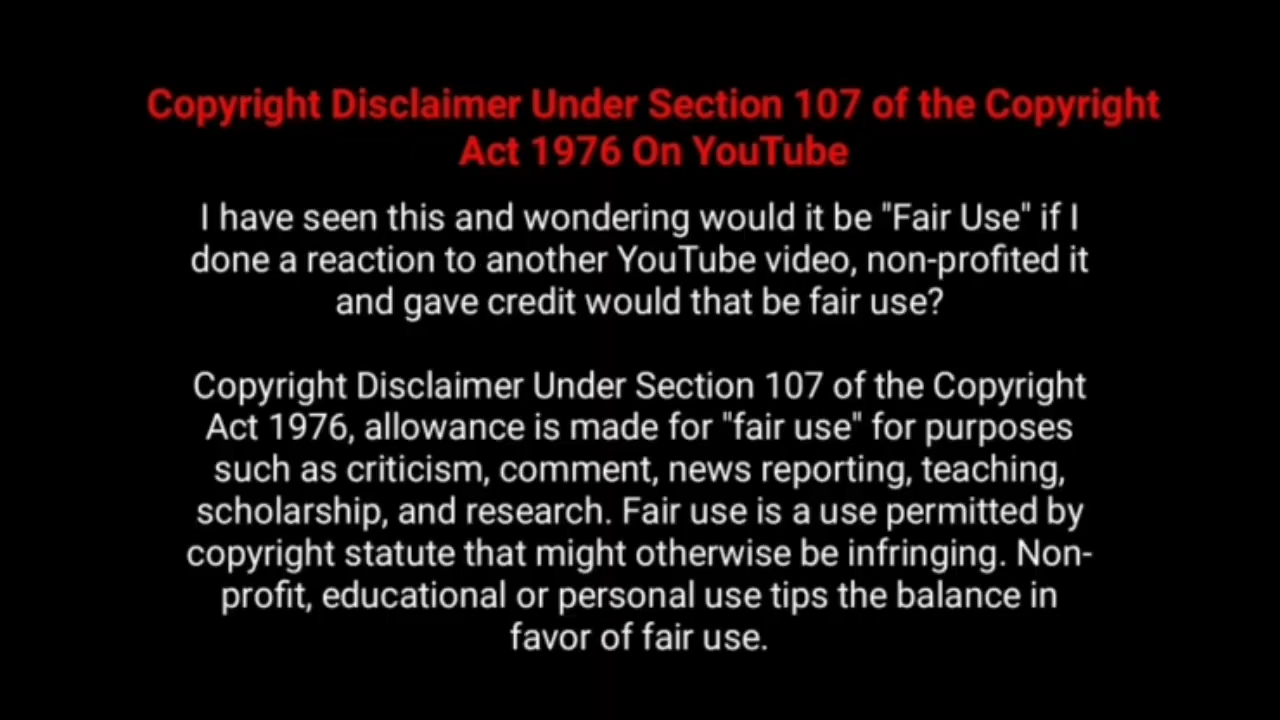 Copyright Disclaimer Under Section 107 of the Copyright
Act 1976 On YouTube
I have seen this and wondering would it be "Fair Use" if I
done a reaction to another YouTube video, non-profited it
and gave credit would that be fair use?
Copyright Disclaimer Under Section 107 of the Copyright
Act 1976, allowance is made for "fair use" for purposes
such as criticism, comment, news reporting, teaching,
scholarship, and research. Fair use is a use permitted by
copyright statute that might otherwise be infringing. Non-
profit, educational or personal use tips the balance in
favor of fair use.